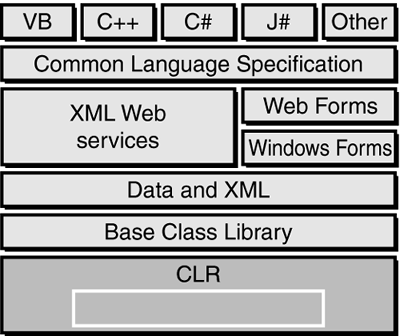 VB C++ C# J# Other
Common Language Specification
XML Web
services
Web Forms
Windows Forms
Data and XML
Base Class Library
CLR